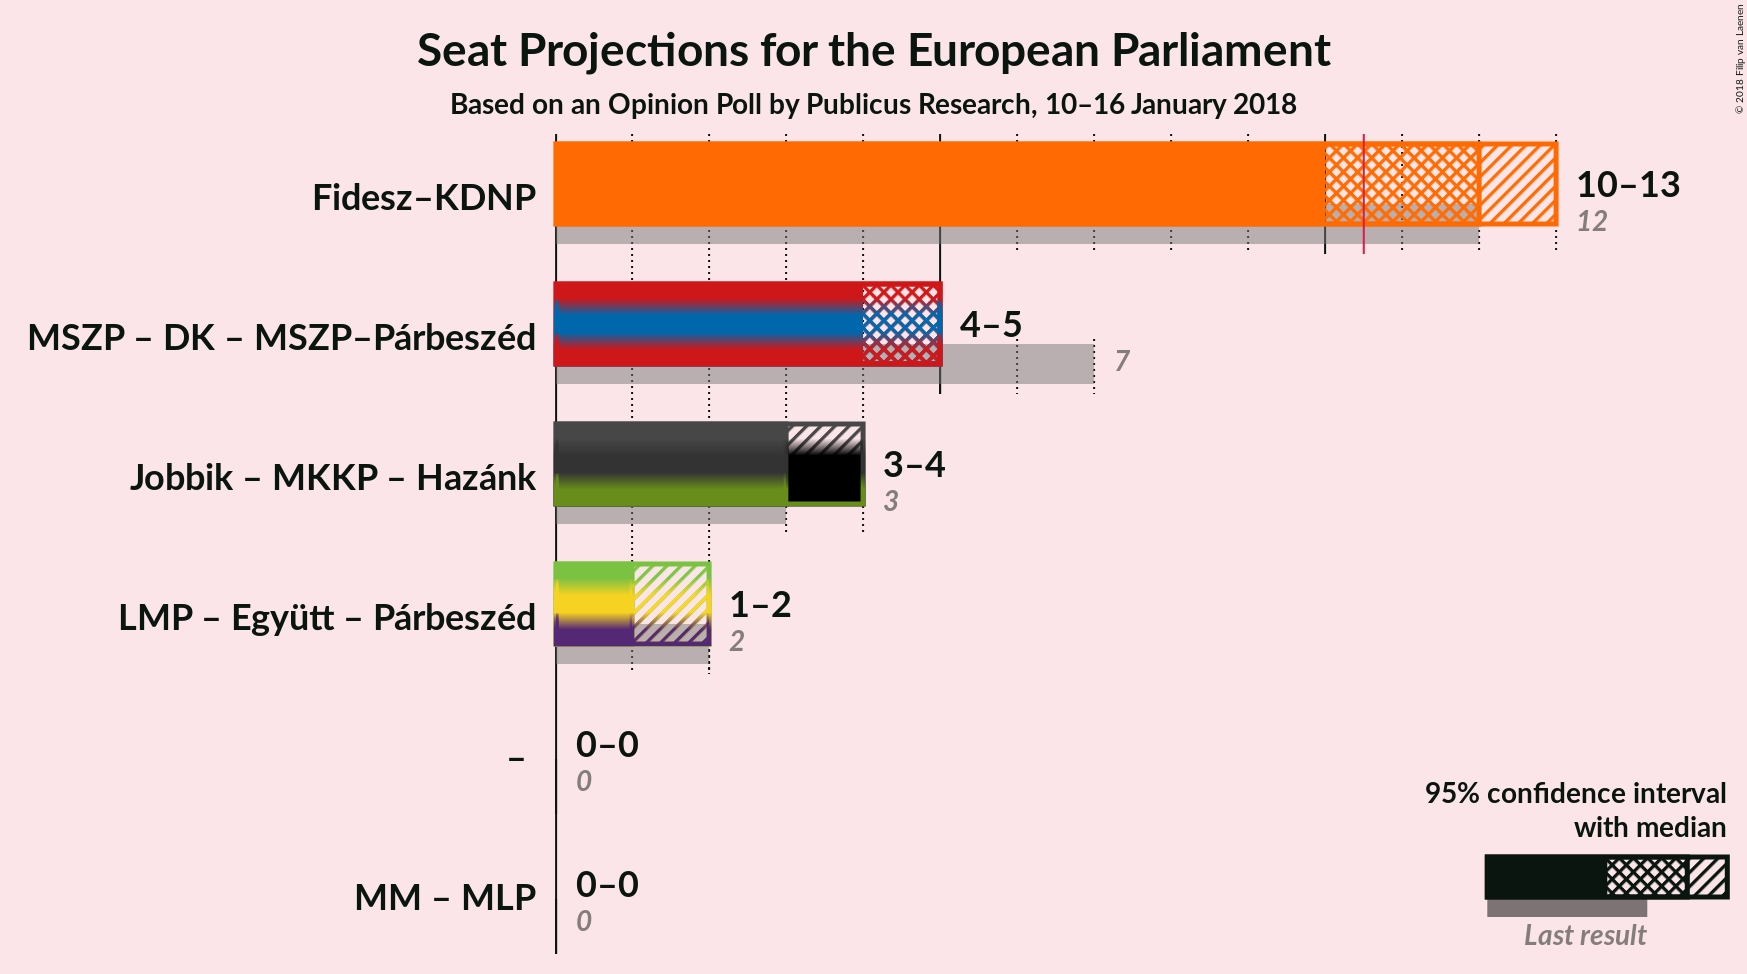 Seat Projections for the European Parliament
Based on an Opinion Poll by Publicus Research, 10–16 January 2018
© 2018 Filip van Laenen
Fidesz–KDNP
10–13
12
MSZP – DK – MSZP–Párbeszéd
4–5
7
Jobbik – MKKP – Hazánk
3–4
3
LMP – Együtt – Párbeszéd
1–2
2
–
0–0
0
MM – MLP
0–0
0
95% confidence interval
with median
Last result